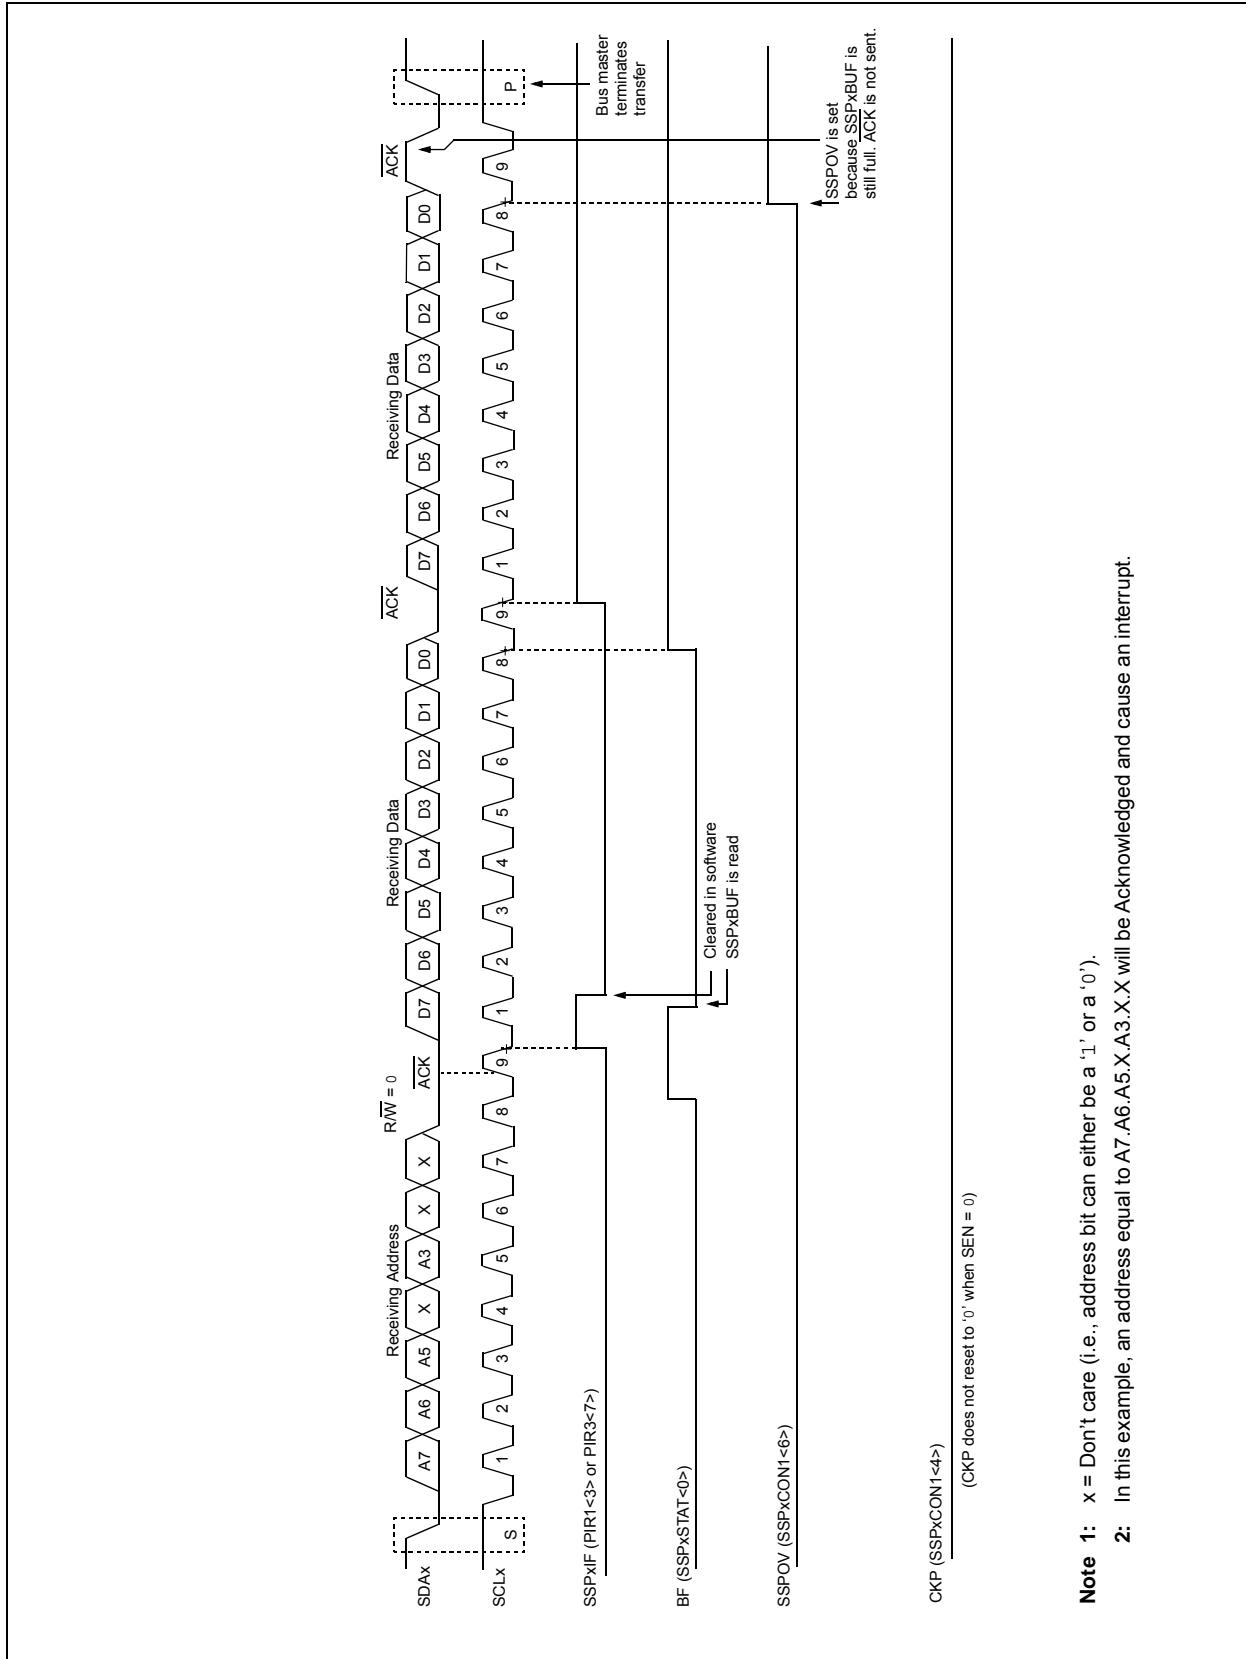 Receiving Address
R/W = 0
ACK
Receiving Data
ACK
Receiving Data
ACK
SDAx
A7 A6 A5 X A3 X X D7 D6 D5 D4 D3 D2 D1 D0 D7 D6 D5 D4 D3 D2 D1 D0
SCLx
S 1 2 3 4 5 6 7 8 9 1 2 3 4 5 6 7 8 9 1 2 3 4 5 6 7 8 9 P
SSPxIF (PIR1<3> or PIR3<7>)
Bus master
terminates
transfer
BF (SSPxSTAT<0>)
Cleared in software
SSPxBUF is read
SSPOV (SSPxCON1<6>)
SSPOV is set
because SSPxBUF is
still full. ACK is not sent.
CKP (SSPxCON1<4>)
(CKP does not reset to ‘0’ when SEN = 0)
Note 1: x = Don’t care (i.e., address bit can either be a ‘1’ or a ‘0’).
2: In this example, an address equal to A7.A6.A5.X.A3.X.X will be Acknowledged and cause an interrupt.